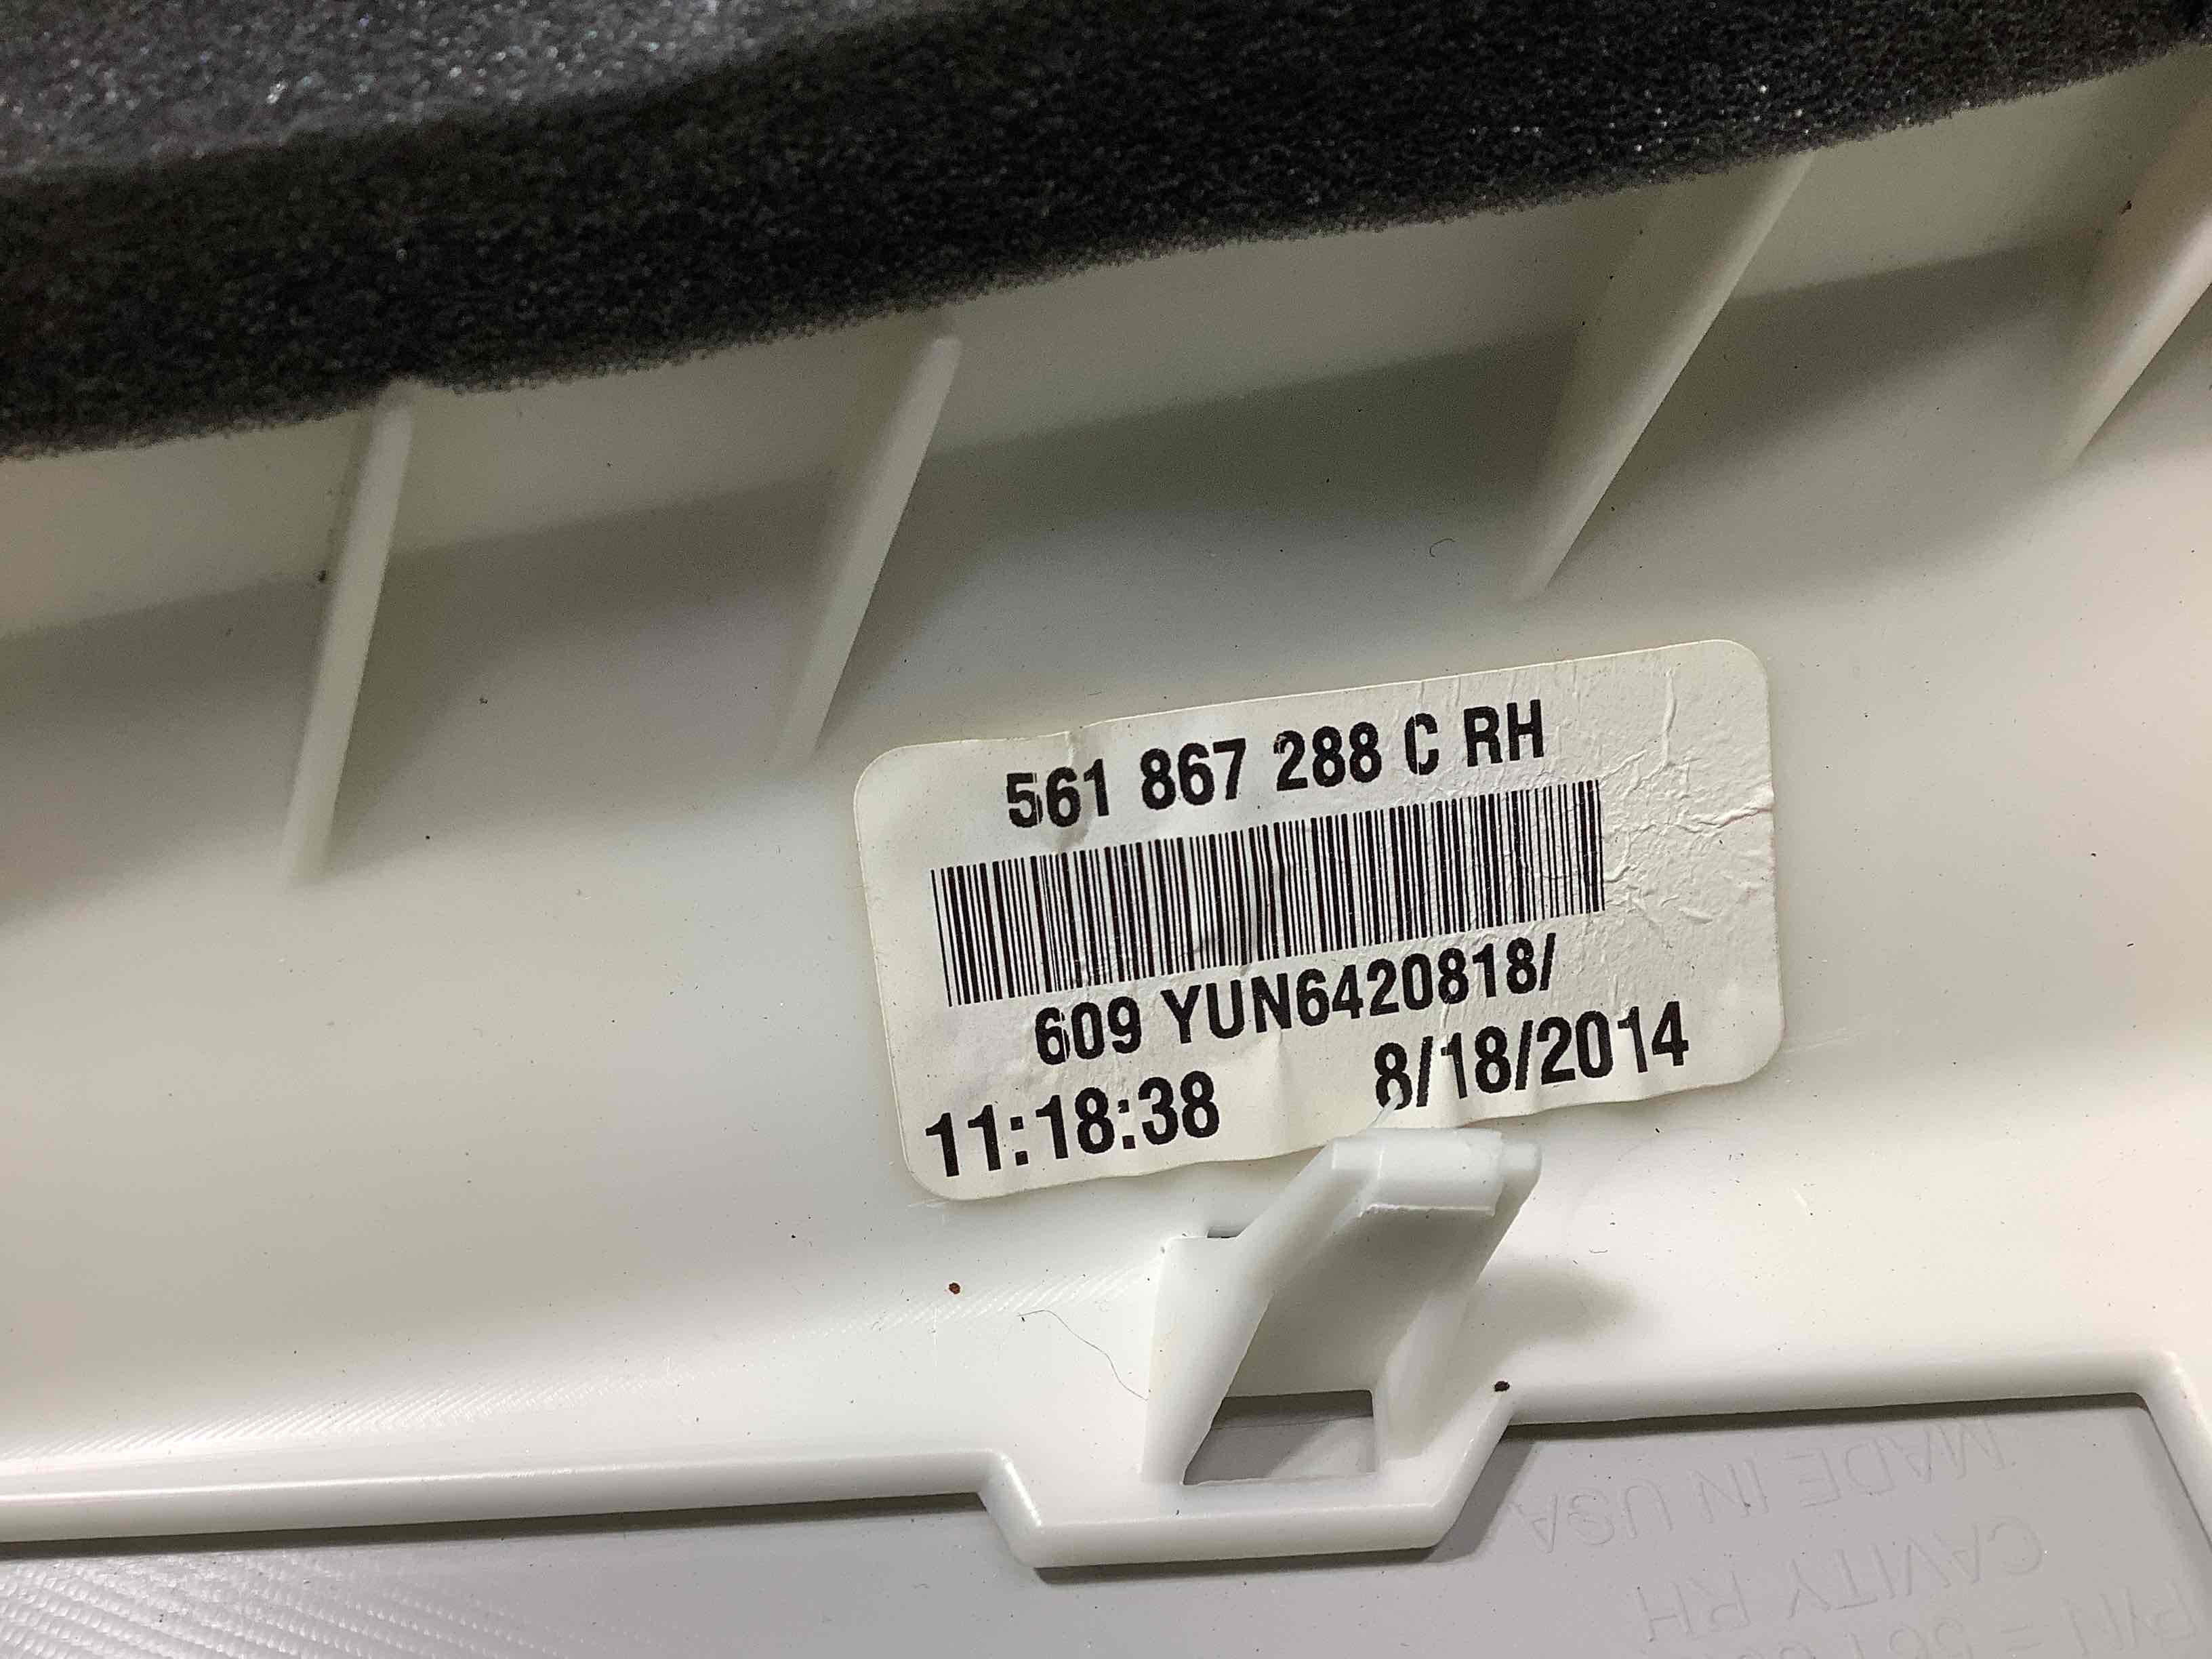 561 867 288 C RH
609 YUN6420818/
11:18:38 8/18/2014
MADE IN USA
CAVITY RH